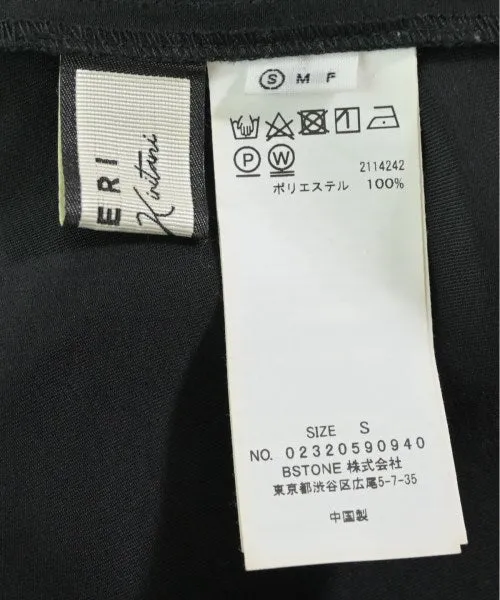 ERI
Kintani
S M F
P W
2114242
ポリエステル 100%
SIZE S
NO. 02320590940
BSTONE 株式会社
東京都渋谷区広尾5-7-35
中国製